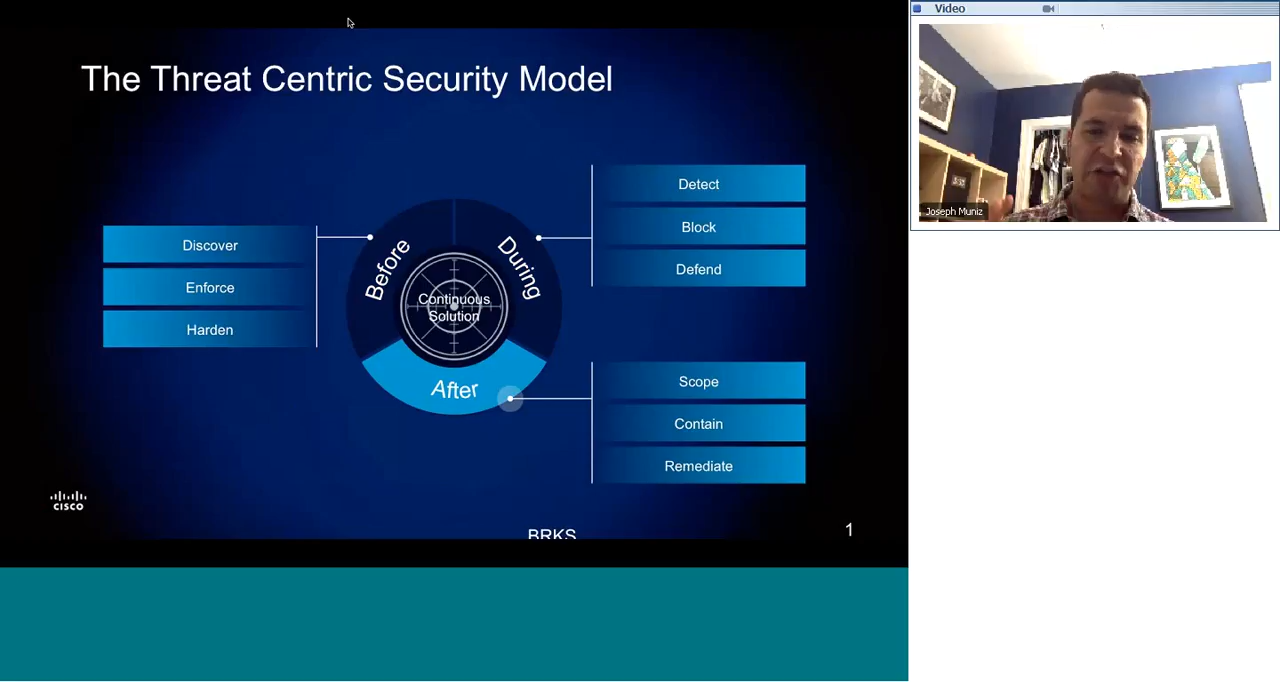 The Threat Centric Security Model
Discover
Enforce
Harden
Before
During
After
Continuous
Solution
Detect
Block
Defend
Scope
Contain
Remediate
CISCO
BRKS
1
Video
Joseph Muniz